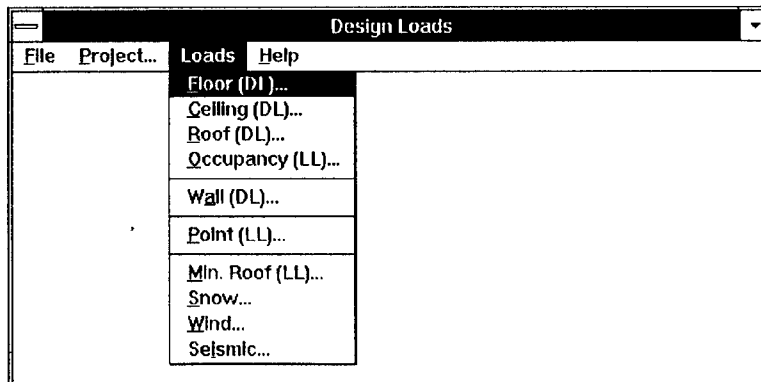 Design Loads
File Project... Loads Help
Floor (DL)...
Ceiling (DL)...
Roof (DL)...
Occupancy (LL)...
Wall (DL)...
Point (LL)...
Min. Roof (LL)...
Snow...
Wind...
Seismic...